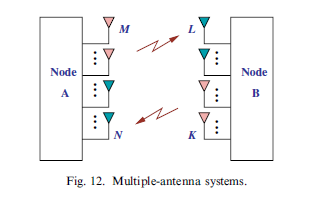 M
L
Node
A
Node
B
N
K
Fig. 12. Multiple-antenna systems.